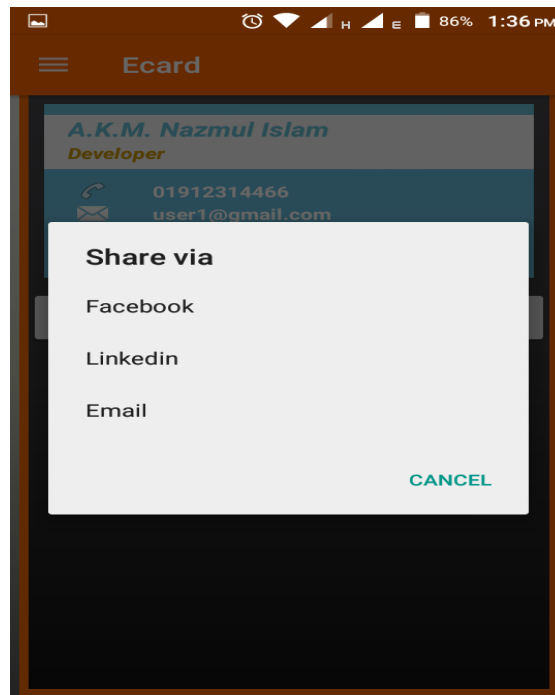 H E 86% 1:36 PM
Ecard
A.K.M. Nazmul Islam
Developer
01912314466
user1@gmail.com
Share via
Facebook
Linkedin
Email
CANCEL